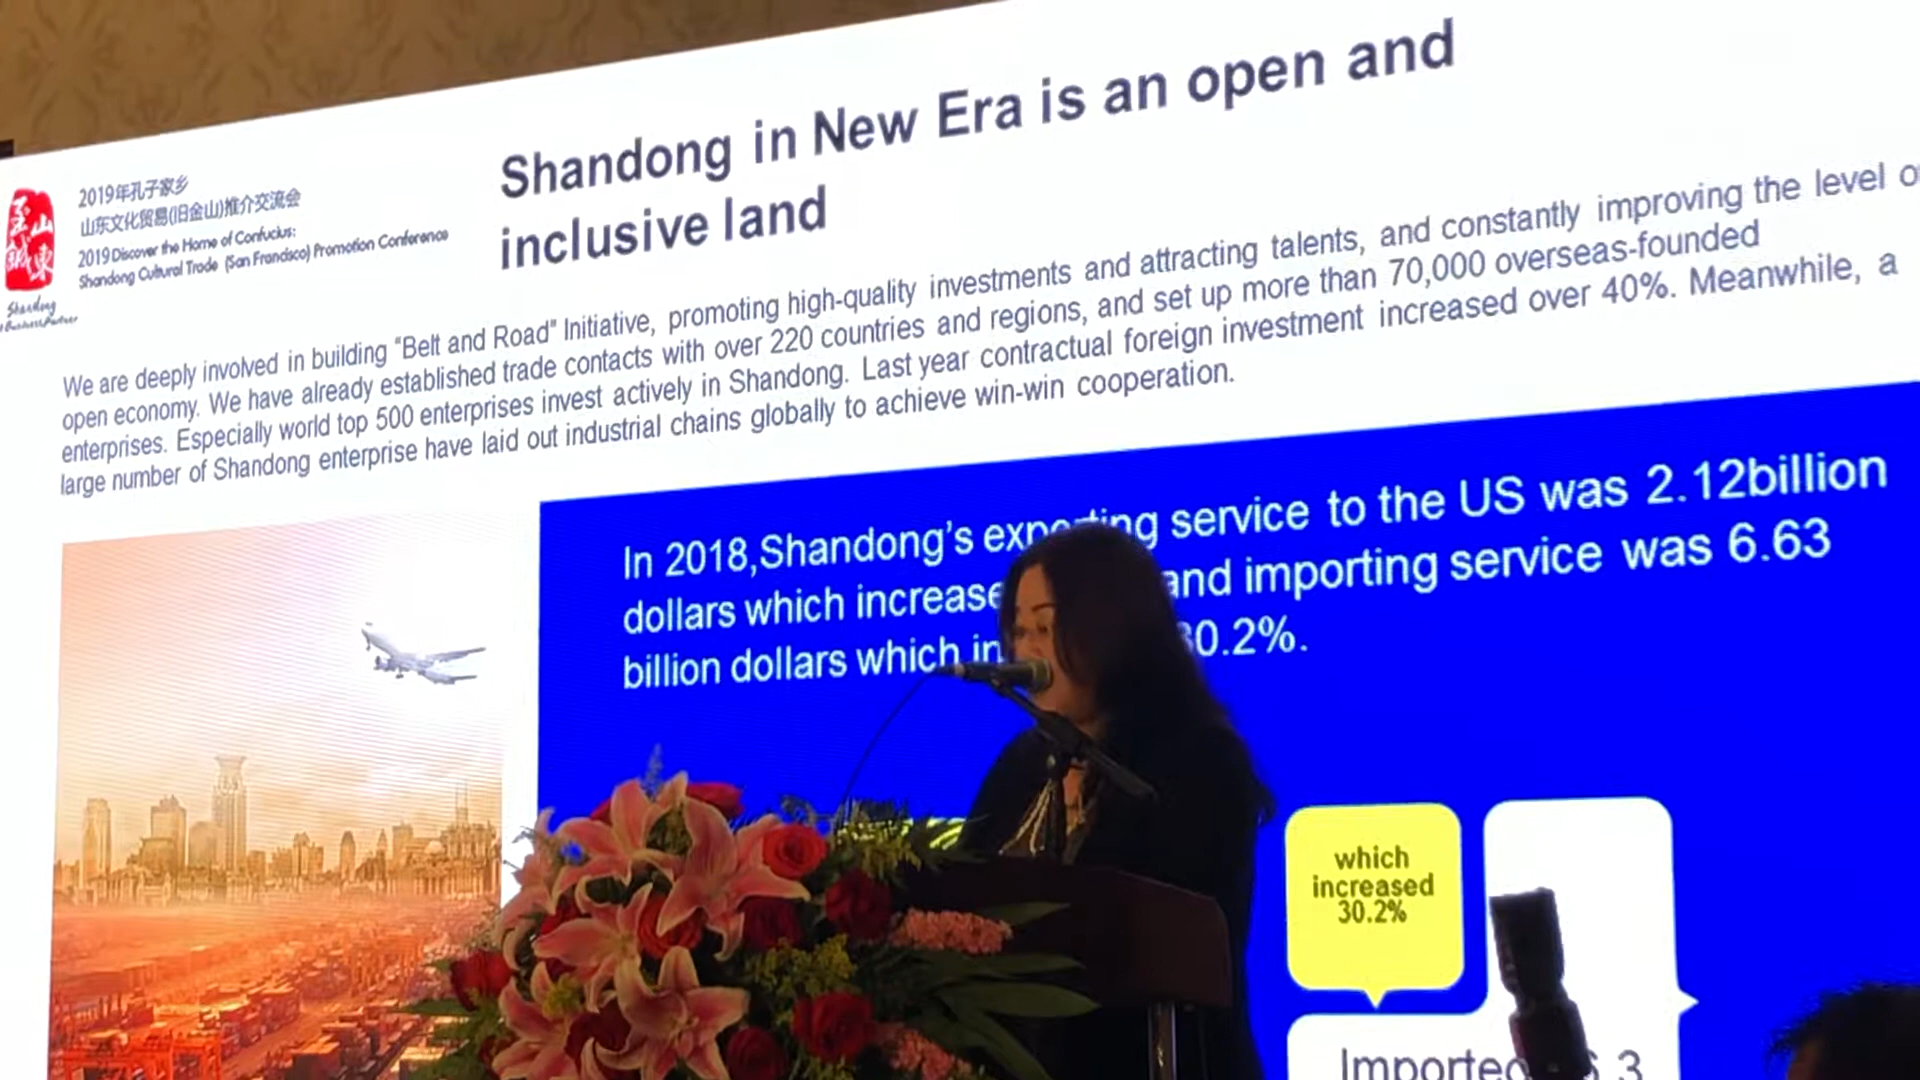 Shandong in New Era is an open and
inclusive land
2019年孔子家乡
山东文化贸易(旧金山)推介交流会
2019 Discover the Home of Confucius:
Shandong Cultural Trade (San Francisco) Promotion Conference
山東
Shandong
We are deeply involved in building "Belt and Road" Initiative, promoting high-quality investments and attracting talents, and constantly improving the level
open economy. We have already established trade contacts with over 220 countries and regions, and set up more than 70,000 overseas-founded
enterprises. Especially world top 500 enterprises invest actively in Shandong. Last year contractual foreign investment increased over 40%. Meanwhile, a
large number of Shandong enterprise have laid out industrial chains globally to achieve win-win cooperation.
In 2018,Shandong's exporting service to the US was 2.12billion
dollars which increase and importing service was 6.63
billion dollars which 0.2%.
which
increased
30.2%
Imported